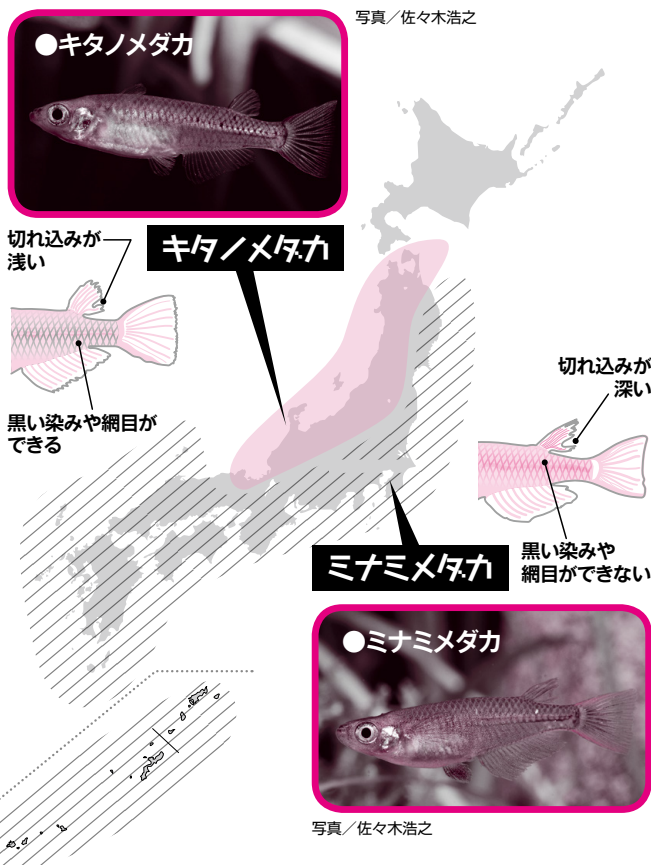 写真／佐々木浩之
●キタノメダカ
切れ込みが
浅い
キタノメダカ
黒い染みや網目が
できる
切れ込みが
深い
黒い染みや
網目ができない
ミナミメダカ
●ミナミメダカ
写真／佐々木浩之